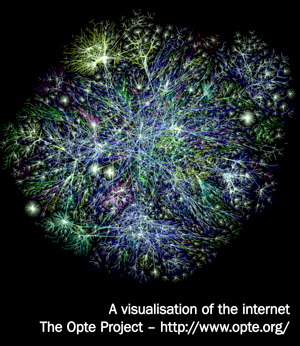 A visualisation of the internet
The Opte Project – http://www.opte.org/